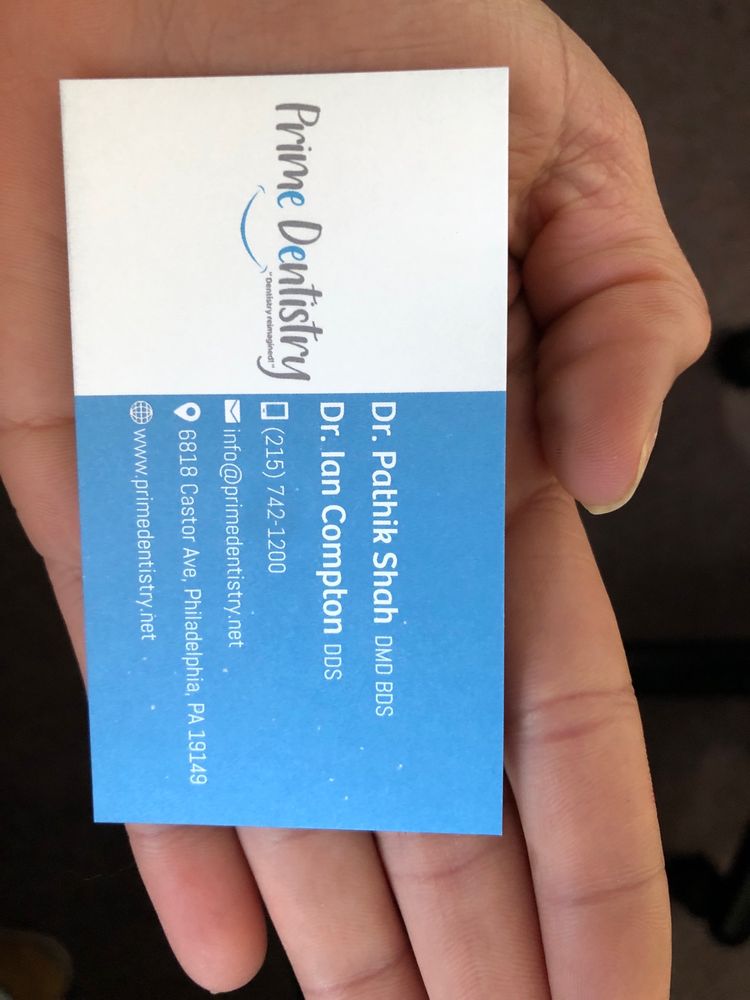 Prime Dentistry
"Dentistry reimagined!"
Dr. Pathik Shah DMD BDS
Dr. Ian Compton DDS
(215) 742-1200
info@primedentistry.net
6818 Castor Ave, Philadelphia, PA 19149
www.primedentistry.net